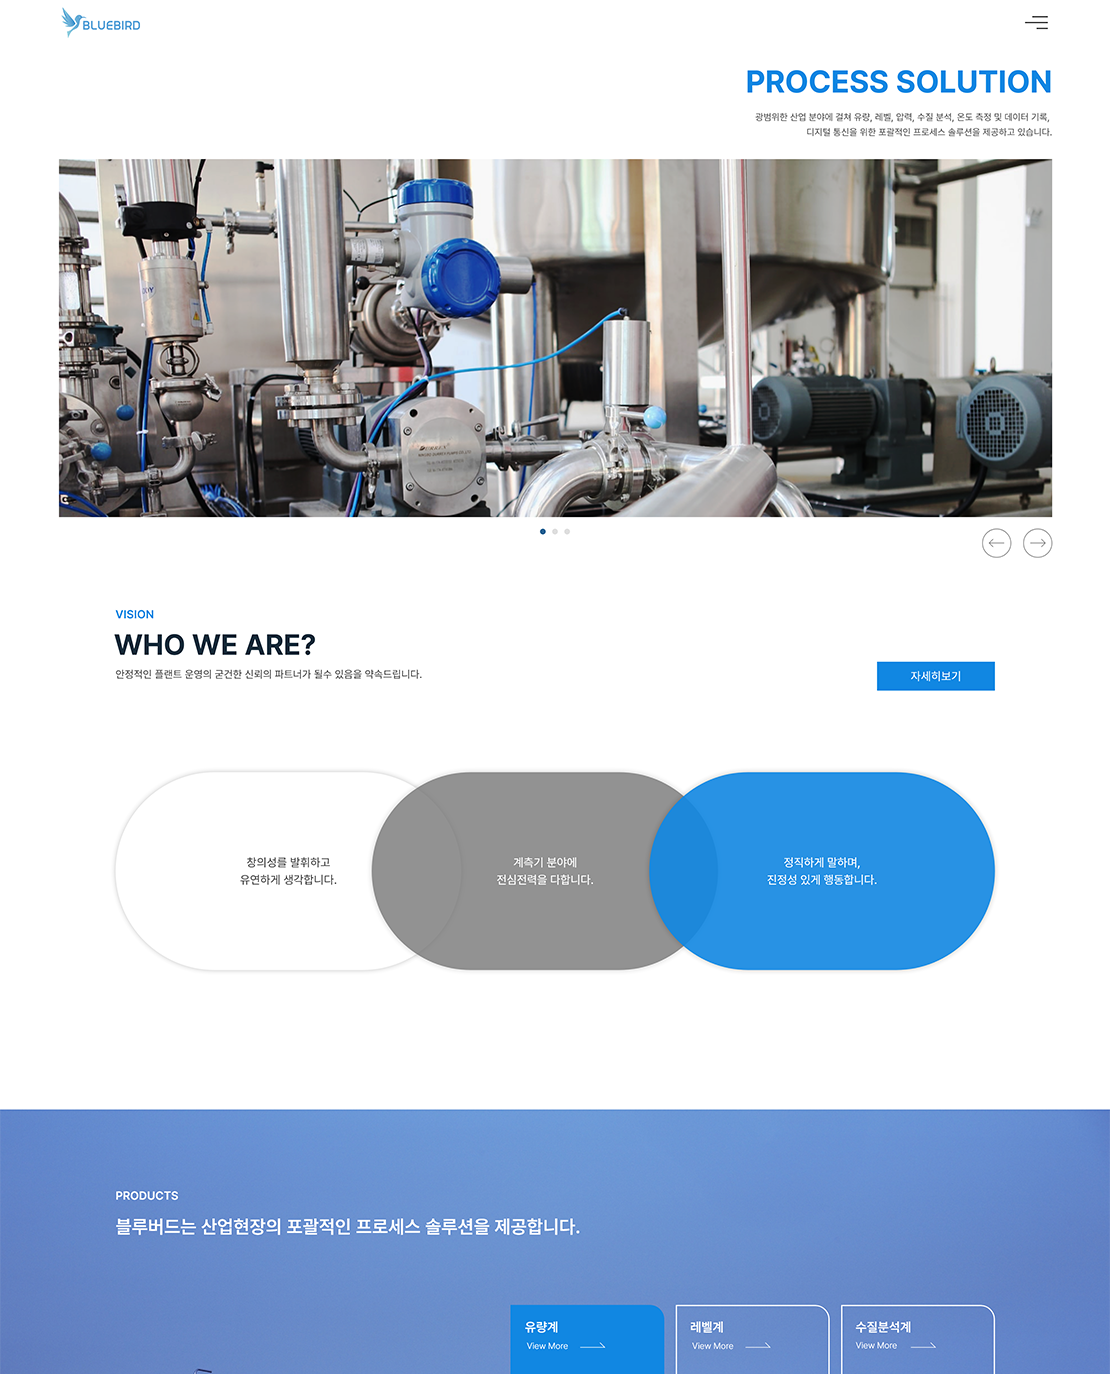 BLUEBIRD
PROCESS SOLUTION
광범위한 산업 분야에 걸쳐 유량, 레벨, 압력, 수질 분석, 온도 측정 및 데이터 기록,
디지털 통신을 위한 포괄적인 프로세스 솔루션을 제공하고 있습니다.
VISION
WHO WE ARE?
안정적인 플랜트 운영의 굳건한 신뢰의 파트너가 될수 있음을 약속드립니다.
자세히보기
창의성를 발휘하고
유연하게 생각합니다.
계측기 분야에
전심전력을 다합니다.
정직하게 말하며,
진정성 있게 행동합니다.
PRODUCTS
블루버드는 산업현장의 포괄적인 프로세스 솔루션을 제공합니다.
유량계
View More
레벨계
View More
수질분석계
View More